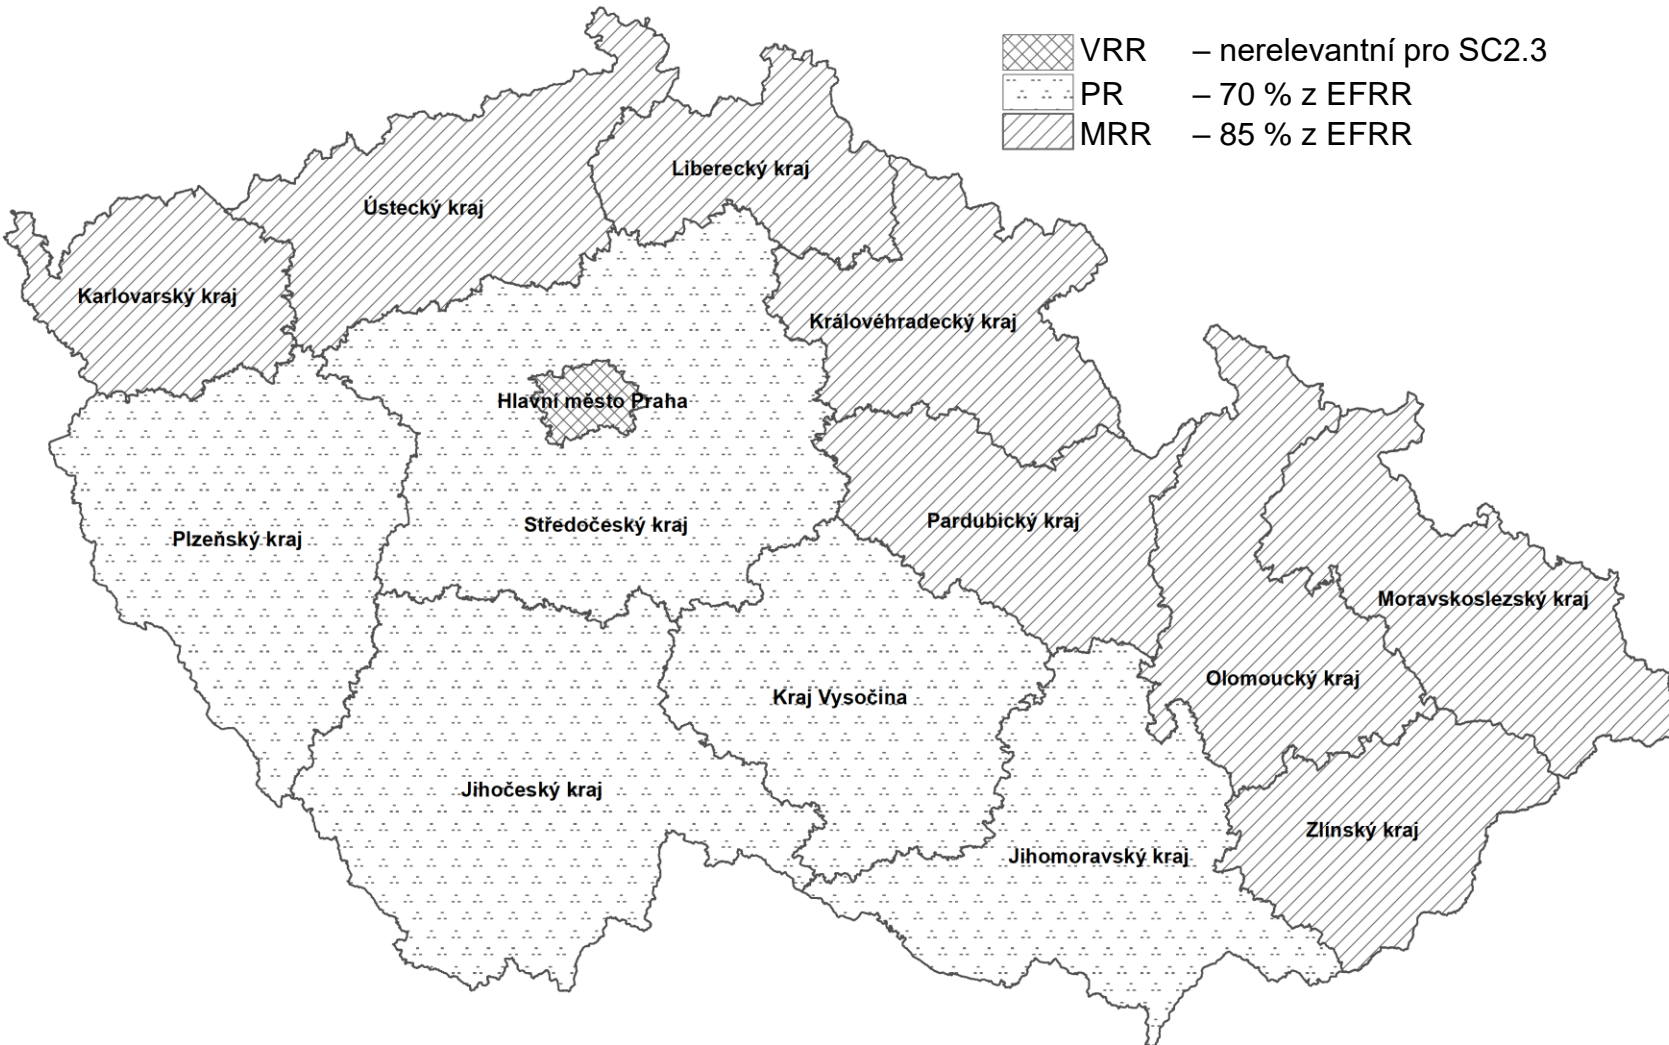 VRR – nerelevantní pro SC2.3
PR – 70 % z EFRR
MRR – 85 % z EFRR
Liberecký kraj
Ústecký kraj
Karlovarský kraj
Královéhradecký kraj
Hlavní město Praha
Pardubický kraj
Středočeský kraj
Plzeňský kraj
Moravskoslezský kraj
Olomoucký kraj
Kraj Vysočina
Jihočeský kraj
Zlínský kraj
Jihomoravský kraj